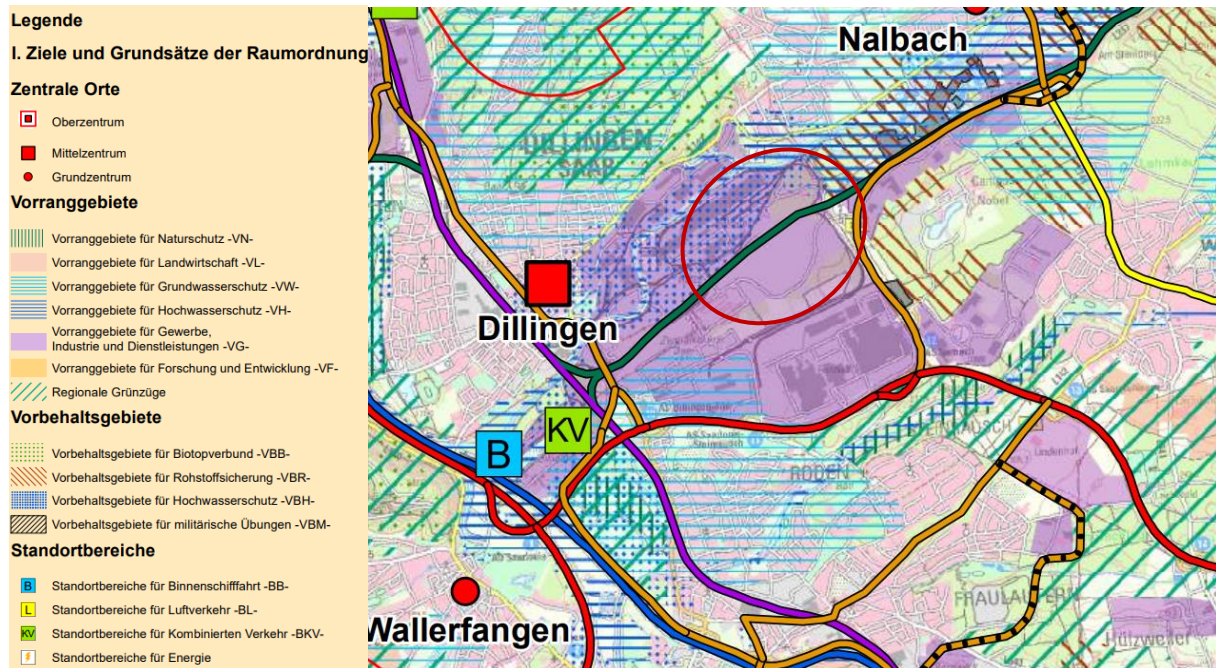 Legende
I. Ziele und Grundsätze der Raumordnung
Zentrale Orte
Oberzentrum
Mittelzentrum
Grundzentrum
Vorranggebiete
Vorranggebiete für Naturschutz -VN-
Vorranggebiete für Landwirtschaft -VL-
Vorranggebiete für Grundwasserschutz -VW-
Vorranggebiete für Hochwasserschutz -VH-
Vorranggebiete für Gewerbe,
Industrie und Dienstleistungen -VG-
Vorranggebiete für Forschung und Entwicklung -VF-
Regionale Grünzüge
Vorbehaltsgebiete
Vorbehaltsgebiete für Biotopverbund -VBB-
Vorbehaltsgebiete für Rohstoffsicherung -VBR-
Vorbehaltsgebiete für Hochwasserschutz -VBH-
Vorbehaltsgebiete für militärische Übungen -VBM-
Standortbereiche
B Standortbereiche für Binnenschifffahrt -BB-
L Standortbereiche für Luftverkehr -BL-
KV Standortbereiche für Kombinierten Verkehr -BKV-
Standortbereiche für Energie
Nalbach
DILLINGEN
SAAR
Dillingen
KV
B
RODEN
FRAULAUTERN
Wallerfangen
Hülzweiler